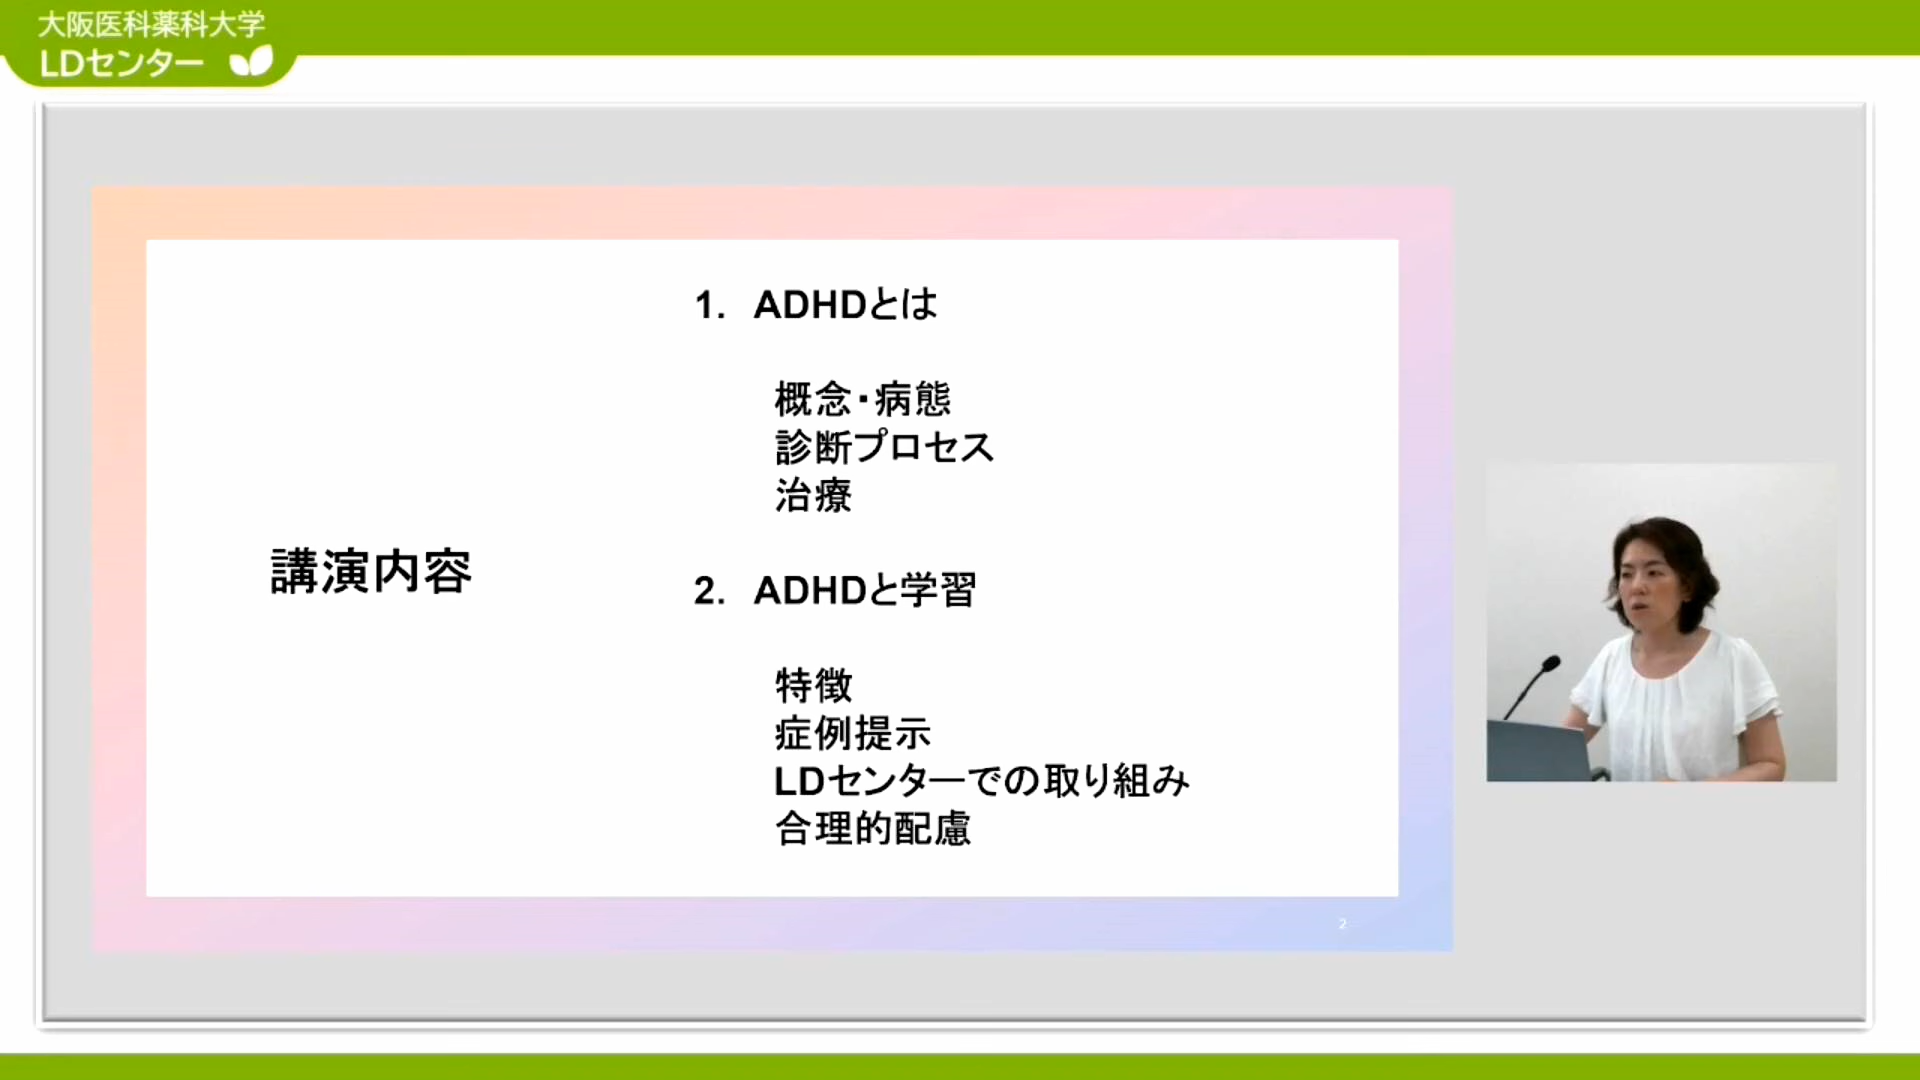 大阪医科薬科大学
LDセンター
講演内容
1. ADHDとは
概念・病態
診断プロセス
治療
2. ADHDと学習
特徴
症例提示
LDセンターでの取り組み
合理的配慮
2